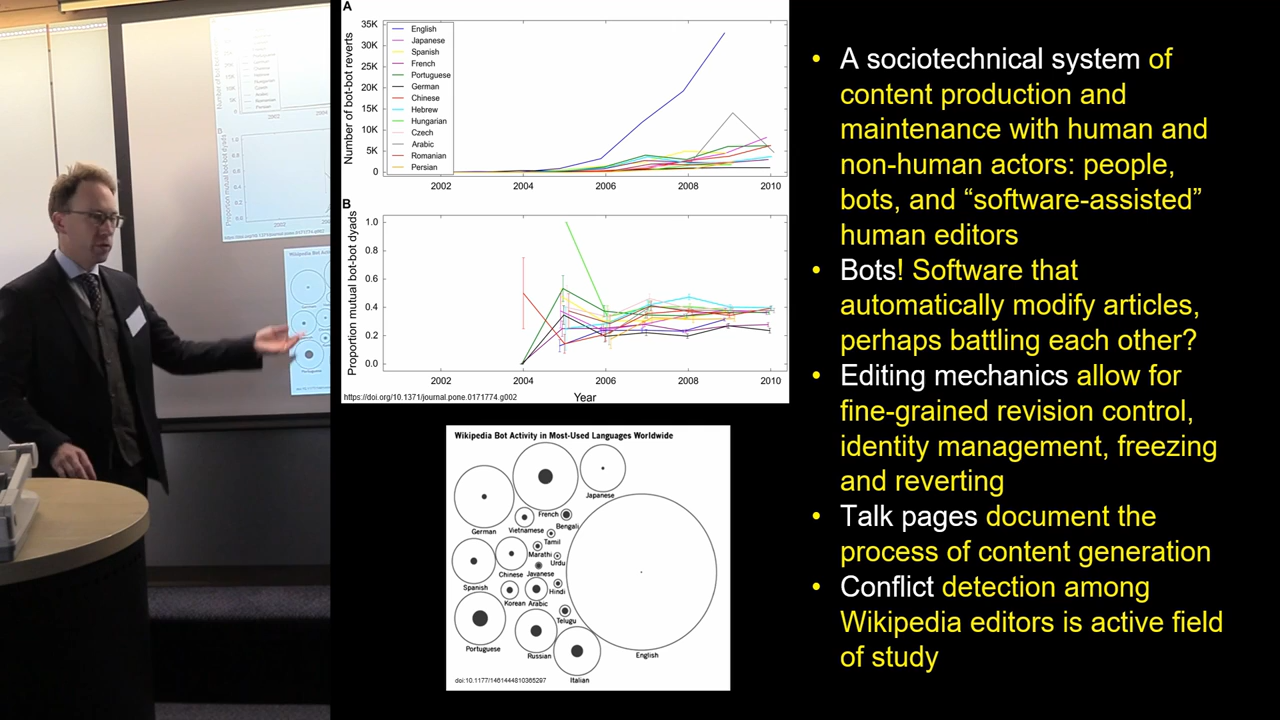 A
35K
30K
25K
20K
15K
10K
5K
0
Number of bot-bot reverts
English
Japanese
Spanish
French
Portuguese
German
Chinese
Hebrew
Hungarian
Czech
Arabic
Romanian
Persian
2002 2004 2006 2008 2010
B
1.0
0.8
0.6
0.4
0.2
0.0
Proportion mutual bot-bot dyads
2002 2004 2006 2008 2010
https://doi.org/10.1371/journal.pone.0171774.g002
Year
Wikipedia Bot Activity in Most-Used Languages Worldwide
Japanese
French
German
Vietnamese
Bengali
Tamil
Marathi
Urdu
Spanish
Chinese
Javanese
Hindi
Korean
Arabic
Telugu
Portuguese
Russian
Italian
English
doi:10.1177/1461444810365297
• A sociotechnical system of
content production and
maintenance with human and
non-human actors: people,
bots, and “software-assisted”
human editors
• Bots! Software that
automatically modify articles,
perhaps battling each other?
• Editing mechanics allow for
fine-grained revision control,
identity management, freezing
and reverting
• Talk pages document the
process of content generation
• Conflict detection among
Wikipedia editors is active field
of study